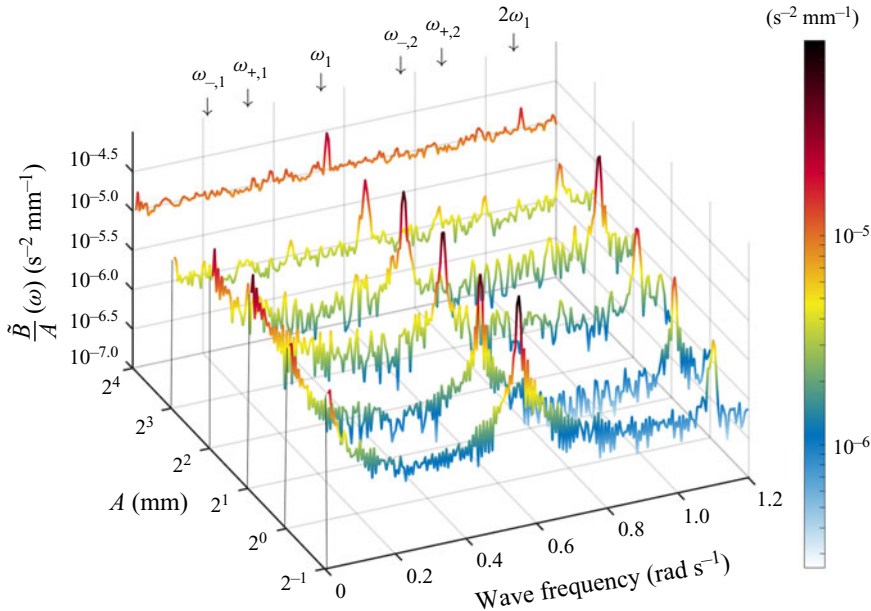 (s⁻² mm⁻¹)
ω₋,₁
ω₊,₁
ω₁
ω₋,₂
ω₊,₂
2ω₁
↓ ↓ ↓ ↓ ↓ ↓
10⁻⁴·⁵
10⁻⁵·⁰
10⁻⁵·⁵
10⁻⁶·⁰
10⁻⁶·⁵
10⁻⁷·⁰
B̃/A (ω) (s⁻² mm⁻¹)
10⁻⁵
10⁻⁶
2⁴
2³
2²
2¹
2⁰
2⁻¹
A (mm)
0
0.2
0.4
0.6
0.8
1.0
1.2
Wave frequency (rad s⁻¹)